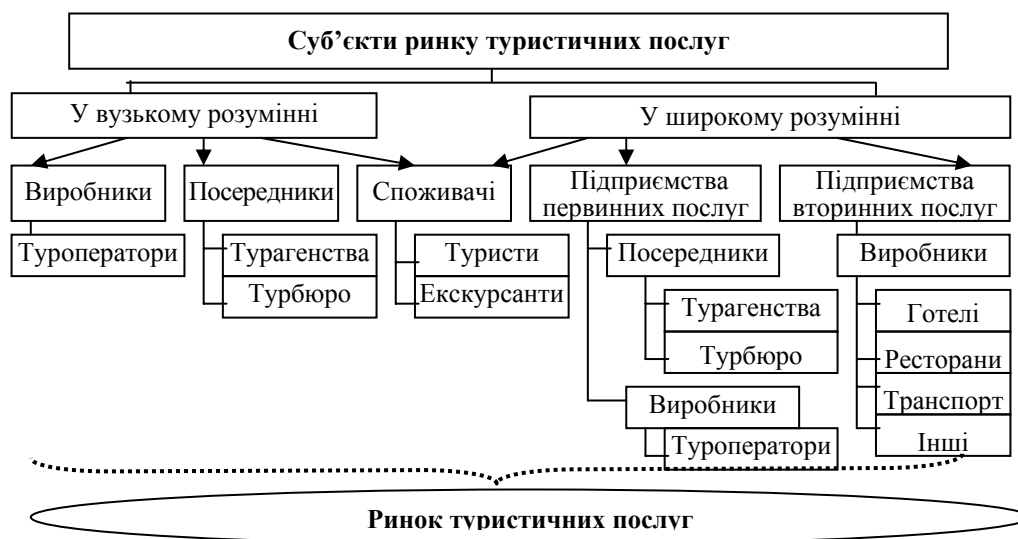 Суб’єкти ринку туристичних послуг
У вузькому розумінні
У широкому розумінні
Виробники
Посередники
Споживачі
Підприємства
первинних послуг
Підприємства
вторинних послуг
Туроператори
Турагенства
Турбюро
Туристи
Екскурсанти
Посередники
Турагенства
Турбюро
Виробники
Туроператори
Виробники
Готелі
Ресторани
Транспорт
Інші
Ринок туристичних послуг